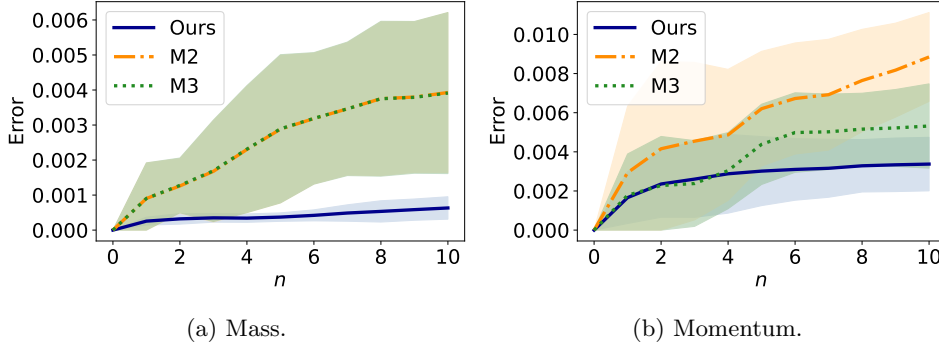 0.006
0.005
0.004
0.003
0.002
0.001
0.000
Error
Ours
M2
M3
0 2 4 6 8 10
n
(a) Mass.
0.010
0.008
0.006
0.004
0.002
0.000
Error
Ours
M2
M3
0 2 4 6 8 10
n
(b) Momentum.